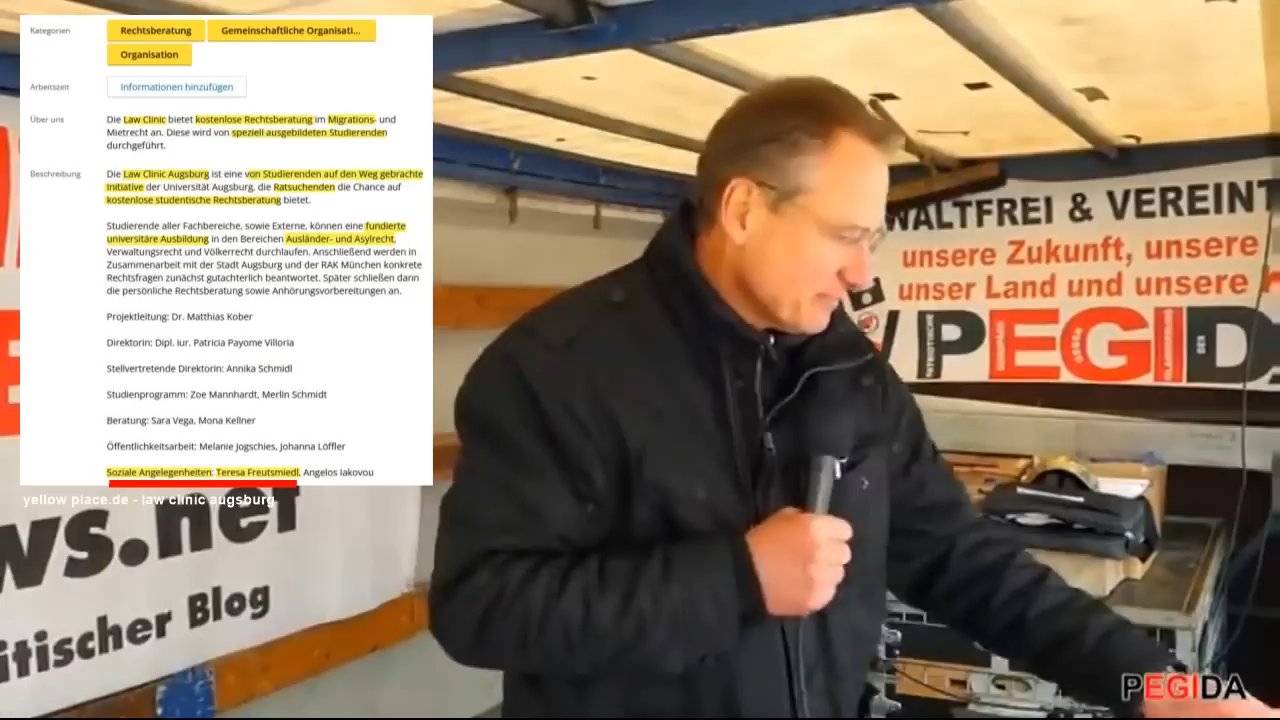 Kategorien
Rechtsberatung
Gemeinschaftliche Organisati...
Organisation
Arbeitszeit
Informationen hinzufügen
Über uns
Die Law Clinic bietet kostenlose Rechtsberatung im Migrations- und
Mietrecht an. Diese wird von speziell ausgebildeten Studierenden
durchgeführt.
Beschreibung
Die Law Clinic Augsburg ist eine von Studierenden auf den Weg gebrachte
Initiative der Universität Augsburg, die Ratsuchenden die Chance auf
kostenlose studentische Rechtsberatung bietet.
Studierende aller Fachbereiche, sowie Externe, können eine fundierte
universitäre Ausbildung in den Bereichen Ausländer- und Asylrecht,
Verwaltungsrecht und Völkerrecht durchlaufen. Anschließend werden in
Zusammenarbeit mit der Stadt Augsburg und der RAK München konkrete
Rechtsfragen zunächst gutachterlich beantwortet. Später schließen dann
die persönliche Rechtsberatung sowie Anhörungsvorbereitungen an.
Projektleitung: Dr. Matthias Kober
Direktorin: Dipl. iur. Patricia Payome Villoria
Stellvertretende Direktorin: Annika Schmidl
Studienprogramm: Zoe Mannhardt, Merlin Schmidt
Beratung: Sara Vega, Mona Kellner
Öffentlichkeitsarbeit: Melanie Jogschies, Johanna Löffler
Soziale Angelegenheiten: Teresa Freutsmiedl, Angelos Iakovou
yellow place.de - law clinic augsburg
ws.net
itischer Blog
WALTFREI & VEREINT
unsere Zukunft, unsere
unser Land und unsere
PEGID
PATRIOTISCHE
GEGEN
DER
PEGIDA